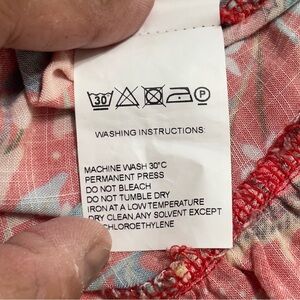 30 P
WASHING INSTRUCTIONS:
MACHINE WASH 30°C
PERMANENT PRESS
DO NOT BLEACH
DO NOT TUMBLE DRY
IRON AT A LOW TEMPERATURE
DRY CLEAN,ANY SOLVENT EXCEPT
CHLOROETHYLENE